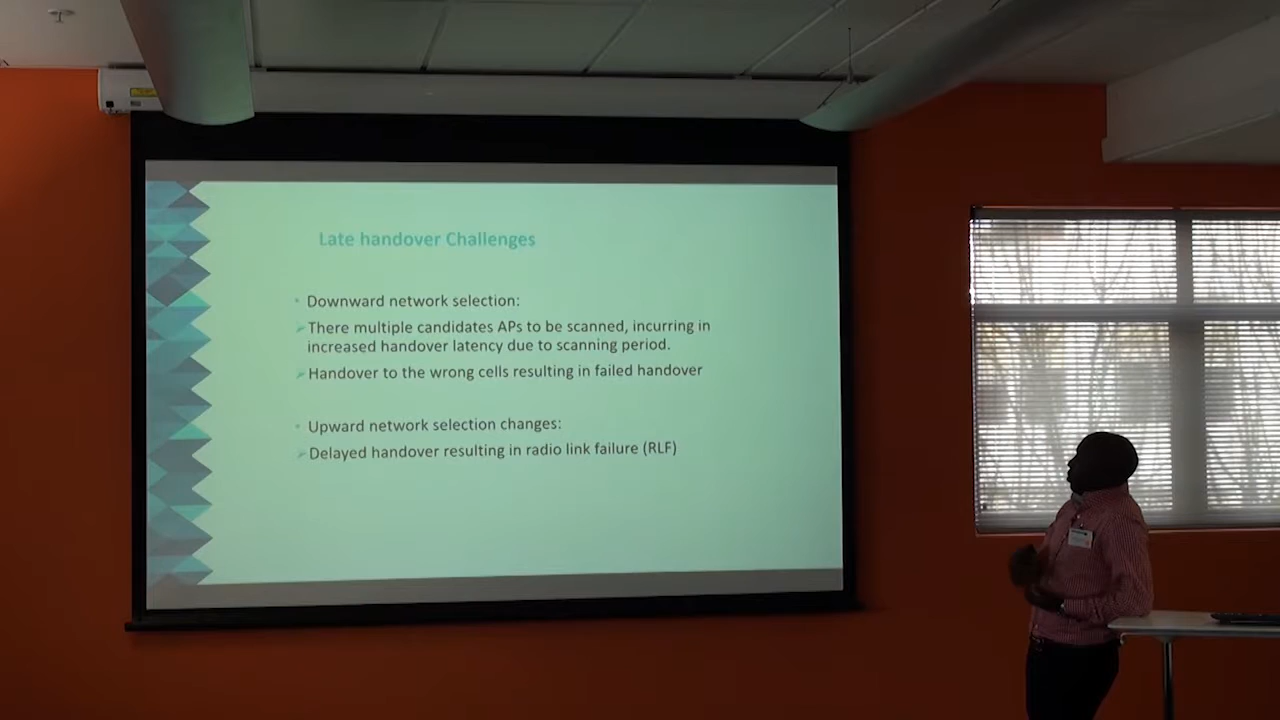 Late handover Challenges
Downward network selection:
There multiple candidates APs to be scanned, incurring in
increased handover latency due to scanning period.
Handover to the wrong cells resulting in failed handover
Upward network selection changes:
Delayed handover resulting in radio link failure (RLF)